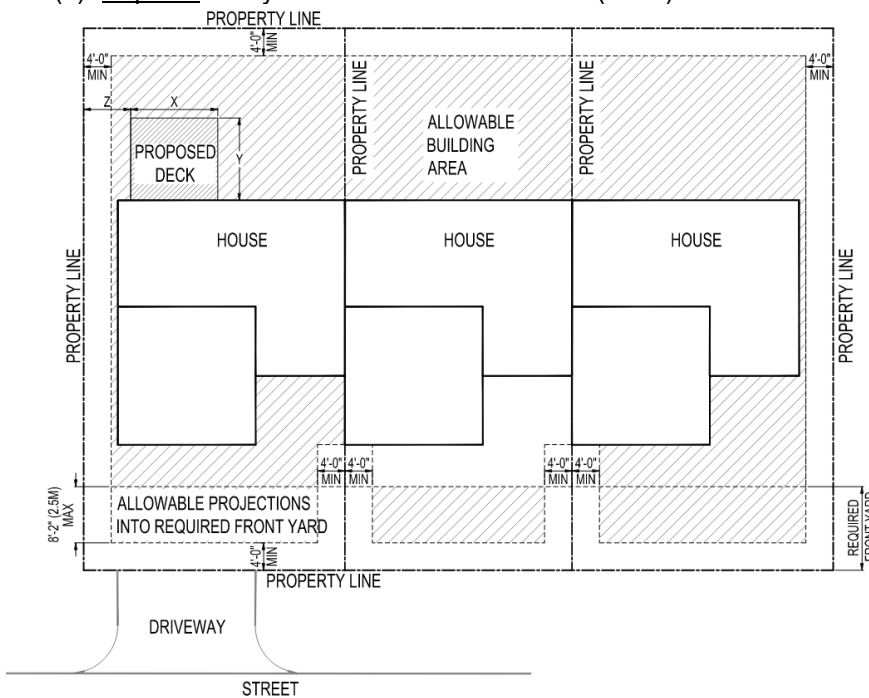 PROPERTY LINE
4'-0"
MIN
4'-0"
MIN
4'-0"
MIN
Z
X
Y
PROPOSED
DECK
PROPERTY LINE
ALLOWABLE
BUILDING
AREA
PROPERTY LINE
HOUSE
HOUSE
HOUSE
PROPERTY LINE
PROPERTY LINE
4'-0"
MIN
4'-0"
MIN
4'-0"
MIN
4'-0"
MIN
8'-2" (2.5M)
MAX
ALLOWABLE PROJECTIONS
INTO REQUIRED FRONT YARD
REQUIRED
FRONT YARD
4'-0"
MIN
PROPERTY LINE
DRIVEWAY
STREET